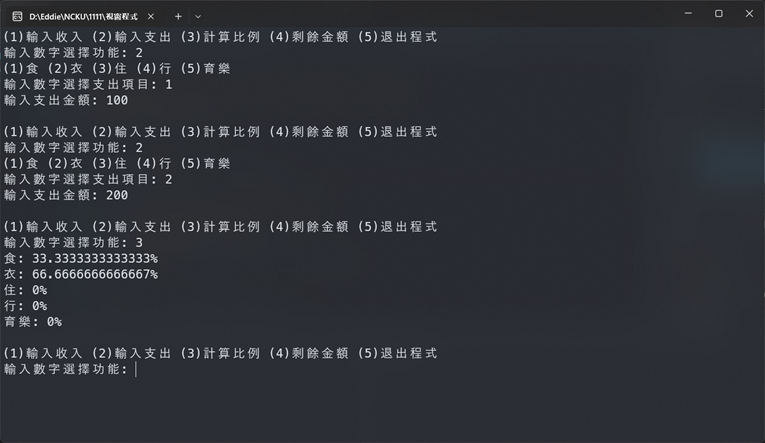 D:\Eddie\NCKU\1111\視窗程式
(1)輸入收入 (2)輸入支出 (3)計算比例 (4)剩餘金額 (5)退出程式
輸入數字選擇功能: 2
(1)食 (2)衣 (3)住 (4)行 (5)育樂
輸入數字選擇支出項目: 1
輸入支出金額: 100
(1)輸入收入 (2)輸入支出 (3)計算比例 (4)剩餘金額 (5)退出程式
輸入數字選擇功能: 2
(1)食 (2)衣 (3)住 (4)行 (5)育樂
輸入數字選擇支出項目: 2
輸入支出金額: 200
(1)輸入收入 (2)輸入支出 (3)計算比例 (4)剩餘金額 (5)退出程式
輸入數字選擇功能: 3
食: 33.3333333333333%
衣: 66.6666666666667%
住: 0%
行: 0%
育樂: 0%
(1)輸入收入 (2)輸入支出 (3)計算比例 (4)剩餘金額 (5)退出程式
輸入數字選擇功能: